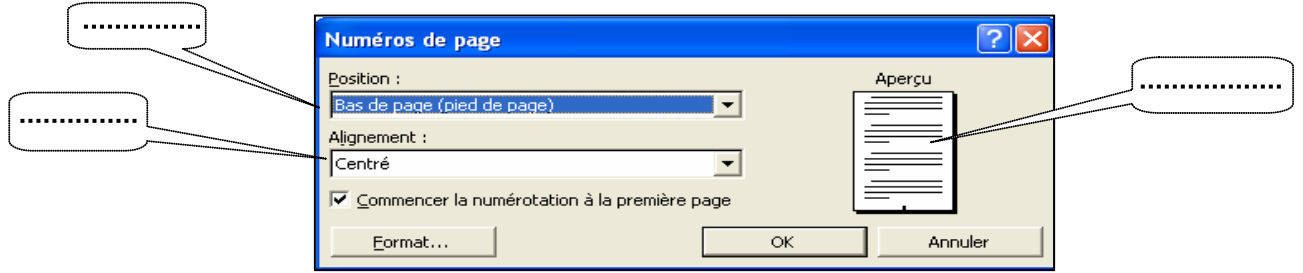 ...............
Numéros de page
Position :
Aperçu
...............
Bas de page (pied de page)
...............
Alignement :
Centré
Commencer la numérotation à la première page
Format...
OK
Annuler